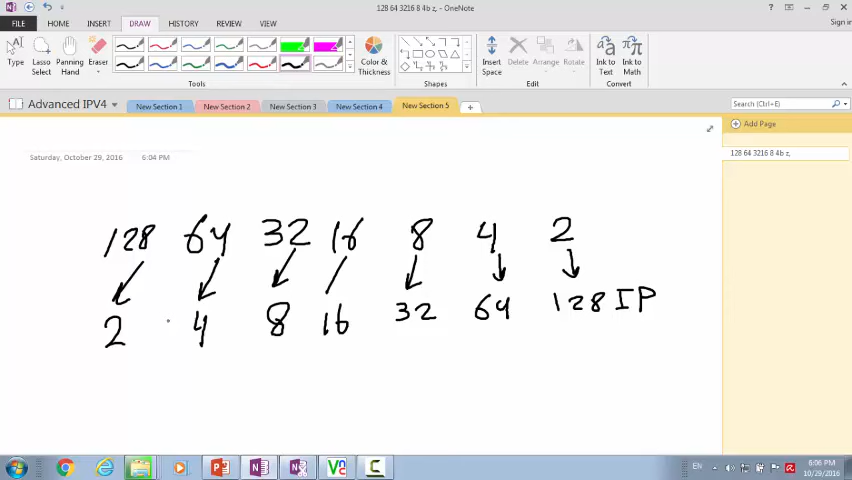 128 64 3216 8 4b z, - OneNote
FILE HOME INSERT DRAW HISTORY REVIEW VIEW Sign in
Type Lasso Select Panning Hand Eraser Color & Thickness Insert Space Delete Arrange Rotate Ink to Text Ink to Math
Tools Shapes Edit Convert
Advanced IPV4 New Section 1 New Section 2 New Section 3 New Section 4 New Section 5 Search (Ctrl+E)
Add Page
Saturday, October 29, 2016 6:04 PM
128 64 3216 8 4b z,
128 64 32 16 8 4 2
2 4 8 16 32 64 128 IP
EN 6:06 PM
10/29/2016